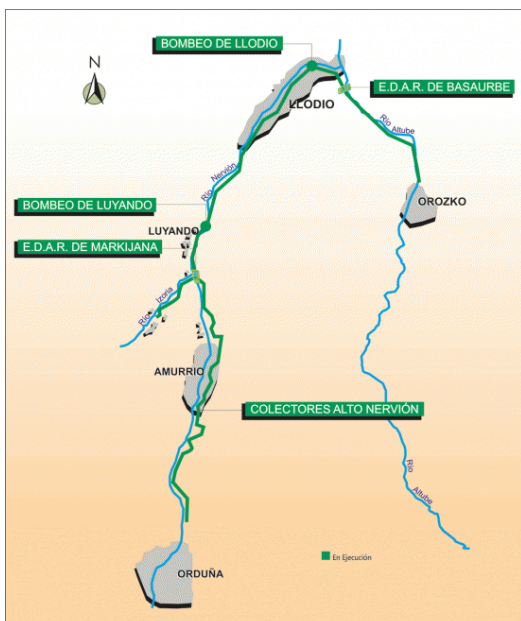 BOMBEO DE LLODIO
N
E.D.A.R. DE BASAURBE
LLODIO
Río Altube
Río Nervión
OROZKO
BOMBEO DE LUYANDO
LUYANDO
E.D.A.R. DE MARKIJANA
Río Izoria
AMURRIO
COLECTORES ALTO NERVIÓN
Río Altube
En Ejecución
ORDUÑA